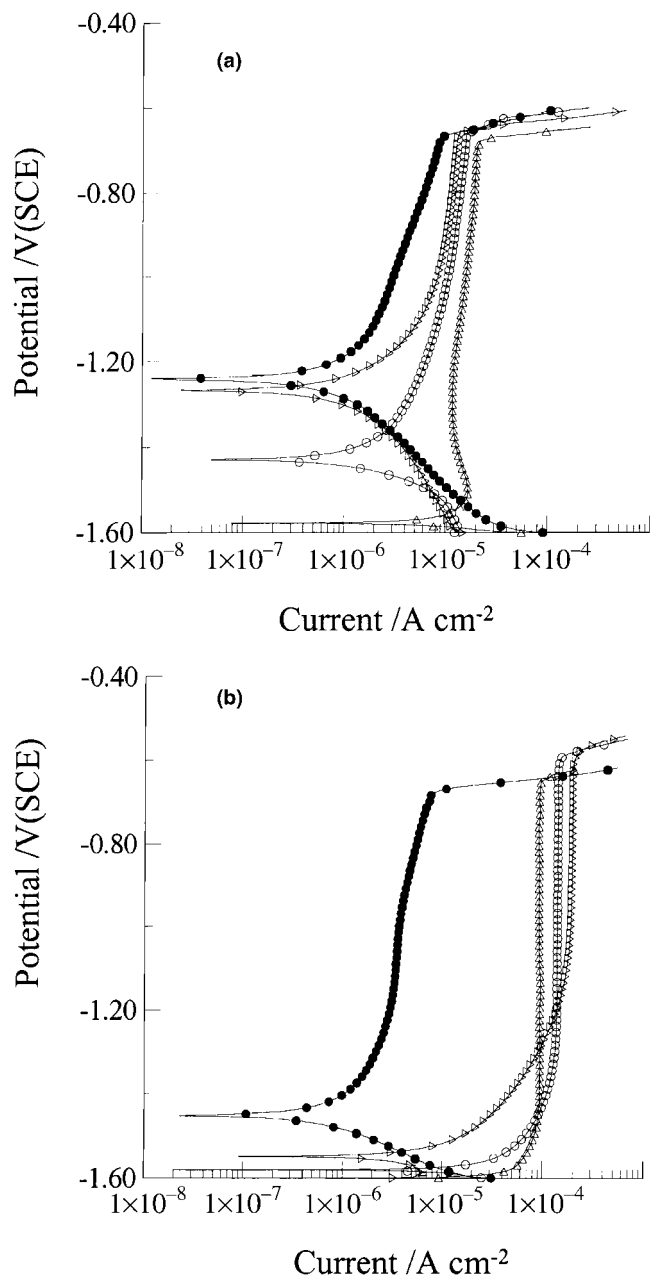 (a)
-0.40
-0.80
-1.20
-1.60
Potential /V(SCE)
1×10⁻⁸ 1×10⁻⁷ 1×10⁻⁶ 1×10⁻⁵ 1×10⁻⁴
Current /A cm⁻²
(b)
-0.40
-0.80
-1.20
-1.60
Potential /V(SCE)
1×10⁻⁸ 1×10⁻⁷ 1×10⁻⁶ 1×10⁻⁵ 1×10⁻⁴
Current /A cm⁻²